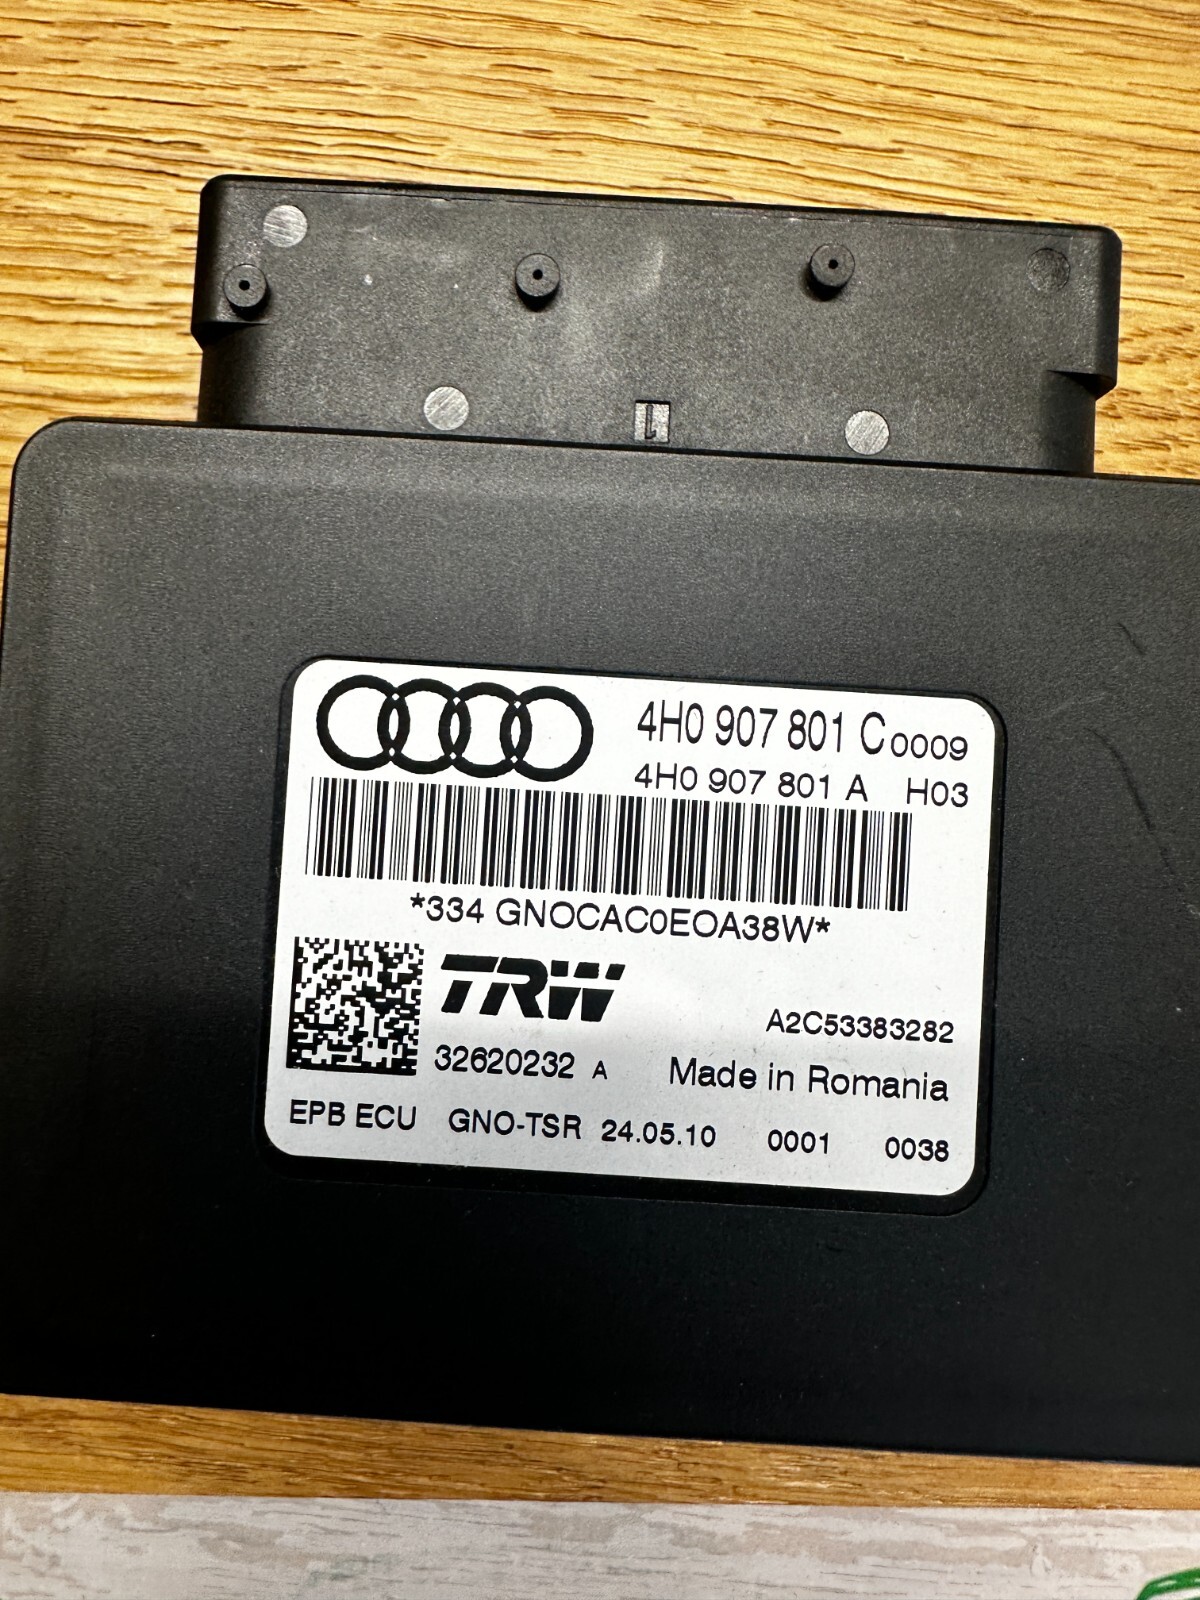 1
4H0 907 801 C 0009
4H0 907 801 A H03
*334 GNOCAC0EOA38W*
TRW
A2C53383282
32620232 A Made in Romania
EPB ECU GNO-TSR 24.05.10 0001 0038